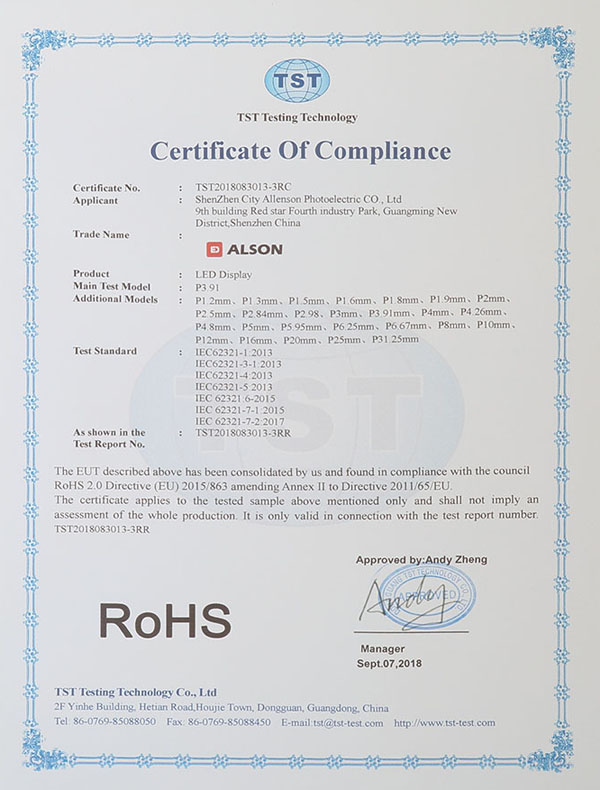 TST
TST Testing Technology
Certificate Of Compliance
Certificate No. : TST2018083013-3RC
Applicant : ShenZhen City Allenson Photoelectric CO., Ltd
9th building Red star Fourth industry Park, Guangming New
District,Shenzhen China
Trade Name :
ALSON
Product : LED Display
Main Test Model : P3 91
Additional Models : P1.2mm、P1 3mm、P1.5mm、P1.6mm、P1 8mm、P1.9mm、P2mm、
P2.5mm、P2.84mm、P2.98、P3mm、P3.91mm、P4mm、P4.26mm、
P4.8mm、P5mm、P5.95mm、P6.25mm、P6.67mm、P8mm、P10mm、
P12mm、P16mm、P20mm、P25mm、P31.25mm
Test Standard : IEC62321-1:2013
IEC62321-3-1:2013
IEC62321-4:2013
IEC62321-5:2013
IEC 62321:6-2015
IEC 62321-7-1:2015
IEC 62321-7-2:2017
As shown in the : TST2018083013-3RR
Test Report No.
TST
The EUT described above has been consolidated by us and found in compliance with the council
RoHS 2.0 Directive (EU) 2015/863 amending Annex II to Directive 2011/65/EU.
The certificate applies to the tested sample above mentioned only and shall not imply an
assessment of the whole production. It is only valid in connection with the test report number.
TST2018083013-3RR
Approved by:Andy Zheng
TST TECHNOLOGY CO., LTD
APPROVED
Andy
RoHS
Manager
Sept.07,2018
TST Testing Technology Co., Ltd
2F Yinhe Building, Hetian Road,Houjie Town, Dongguan, Guangdong, China
Tel: 86-0769-85088050 Fax: 86-0769-85088450 E-mail:tst@tst-test.com http://www.tst-test.com